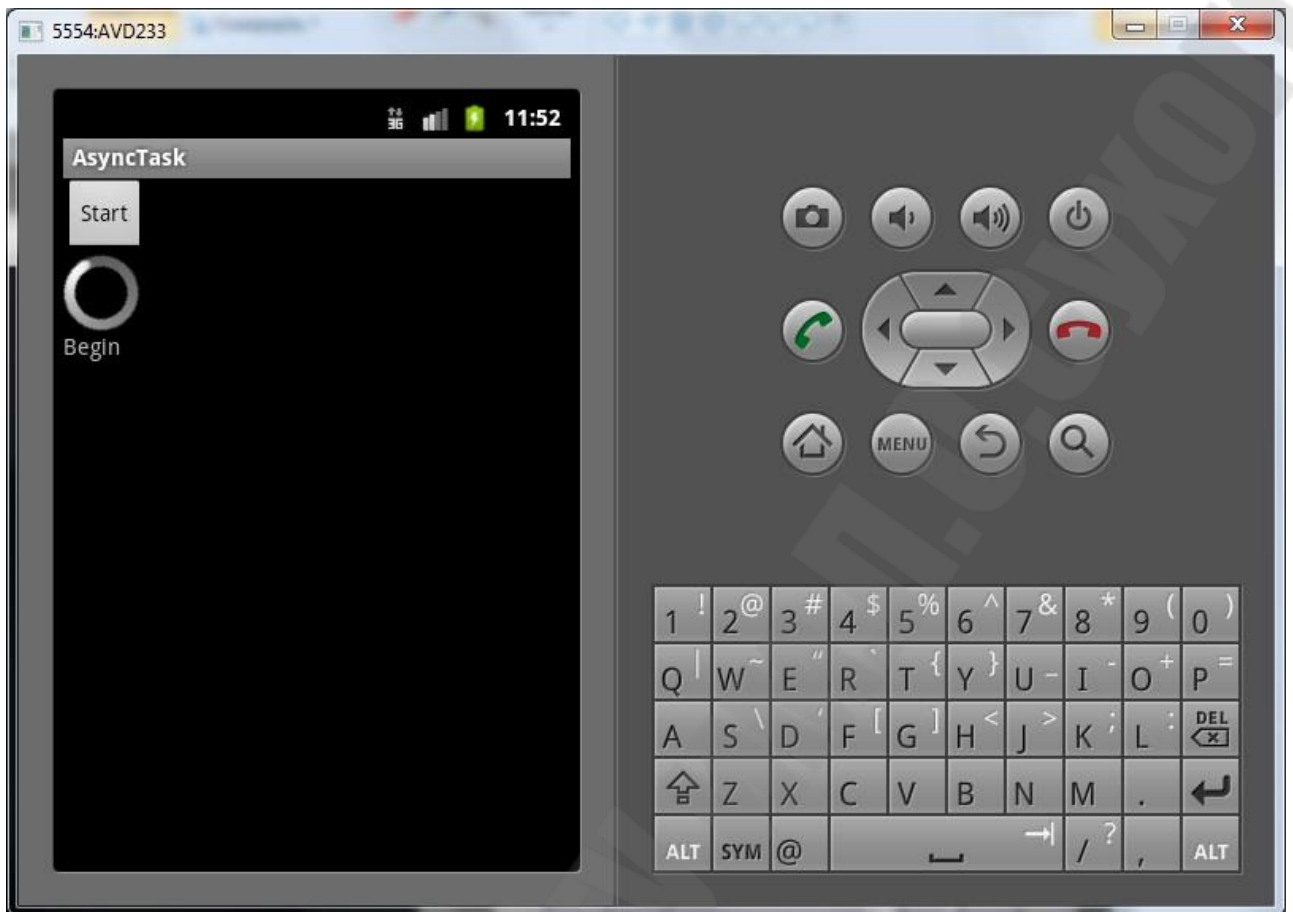 5554:AVD233
3G 11:52
AsyncTask
Start
Begin
MENU
1 ! 2 @ 3 # 4 $ 5 % 6 ^ 7 & 8 * 9 ( 0 )
Q | W ~ E " R ` T { Y } U _ I - O + P =
A S \ D ' F [ G ] H < J > K ; L : DEL
Z X C V B N M .
ALT SYM @ / ? , ALT